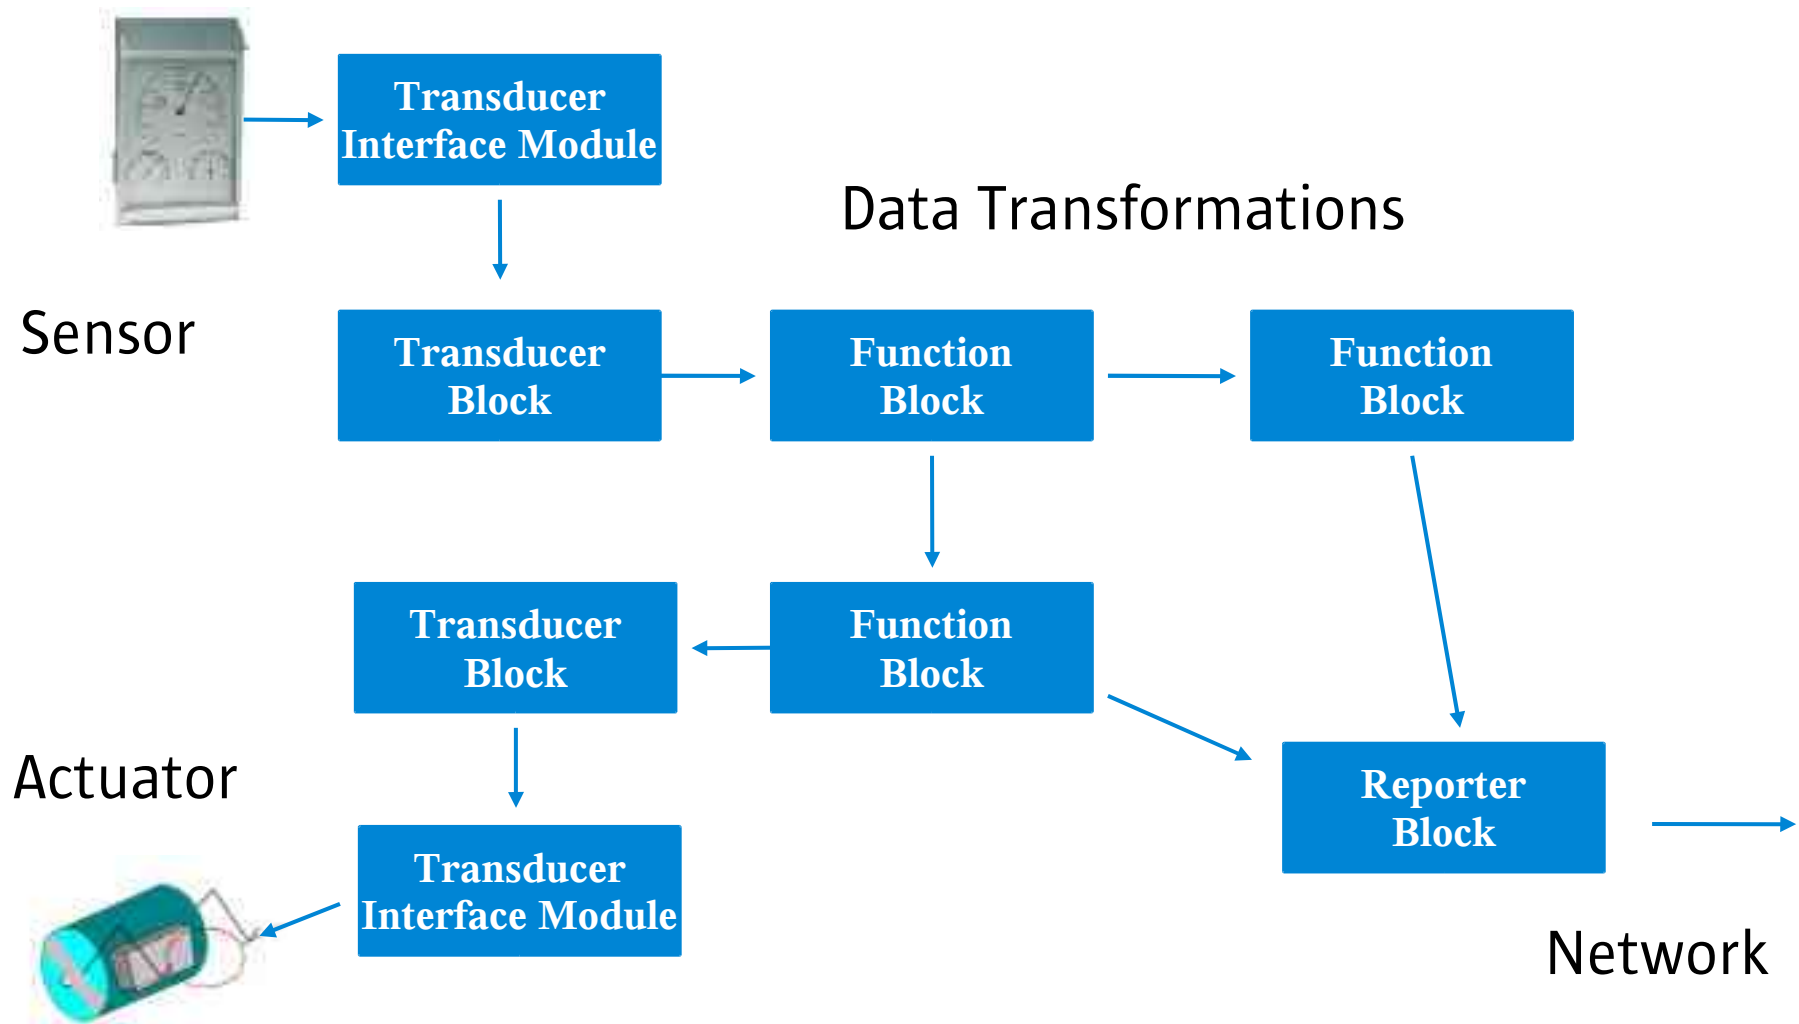 Transducer
Interface Module
Data Transformations
Sensor
Transducer
Block
Function
Block
Function
Block
Transducer
Block
Function
Block
Actuator
Reporter
Block
Transducer
Interface Module
Network